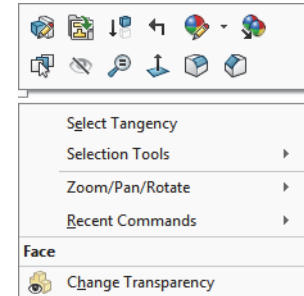 Select Tangency
Selection Tools
Zoom/Pan/Rotate
Recent Commands
Face
Change Transparency